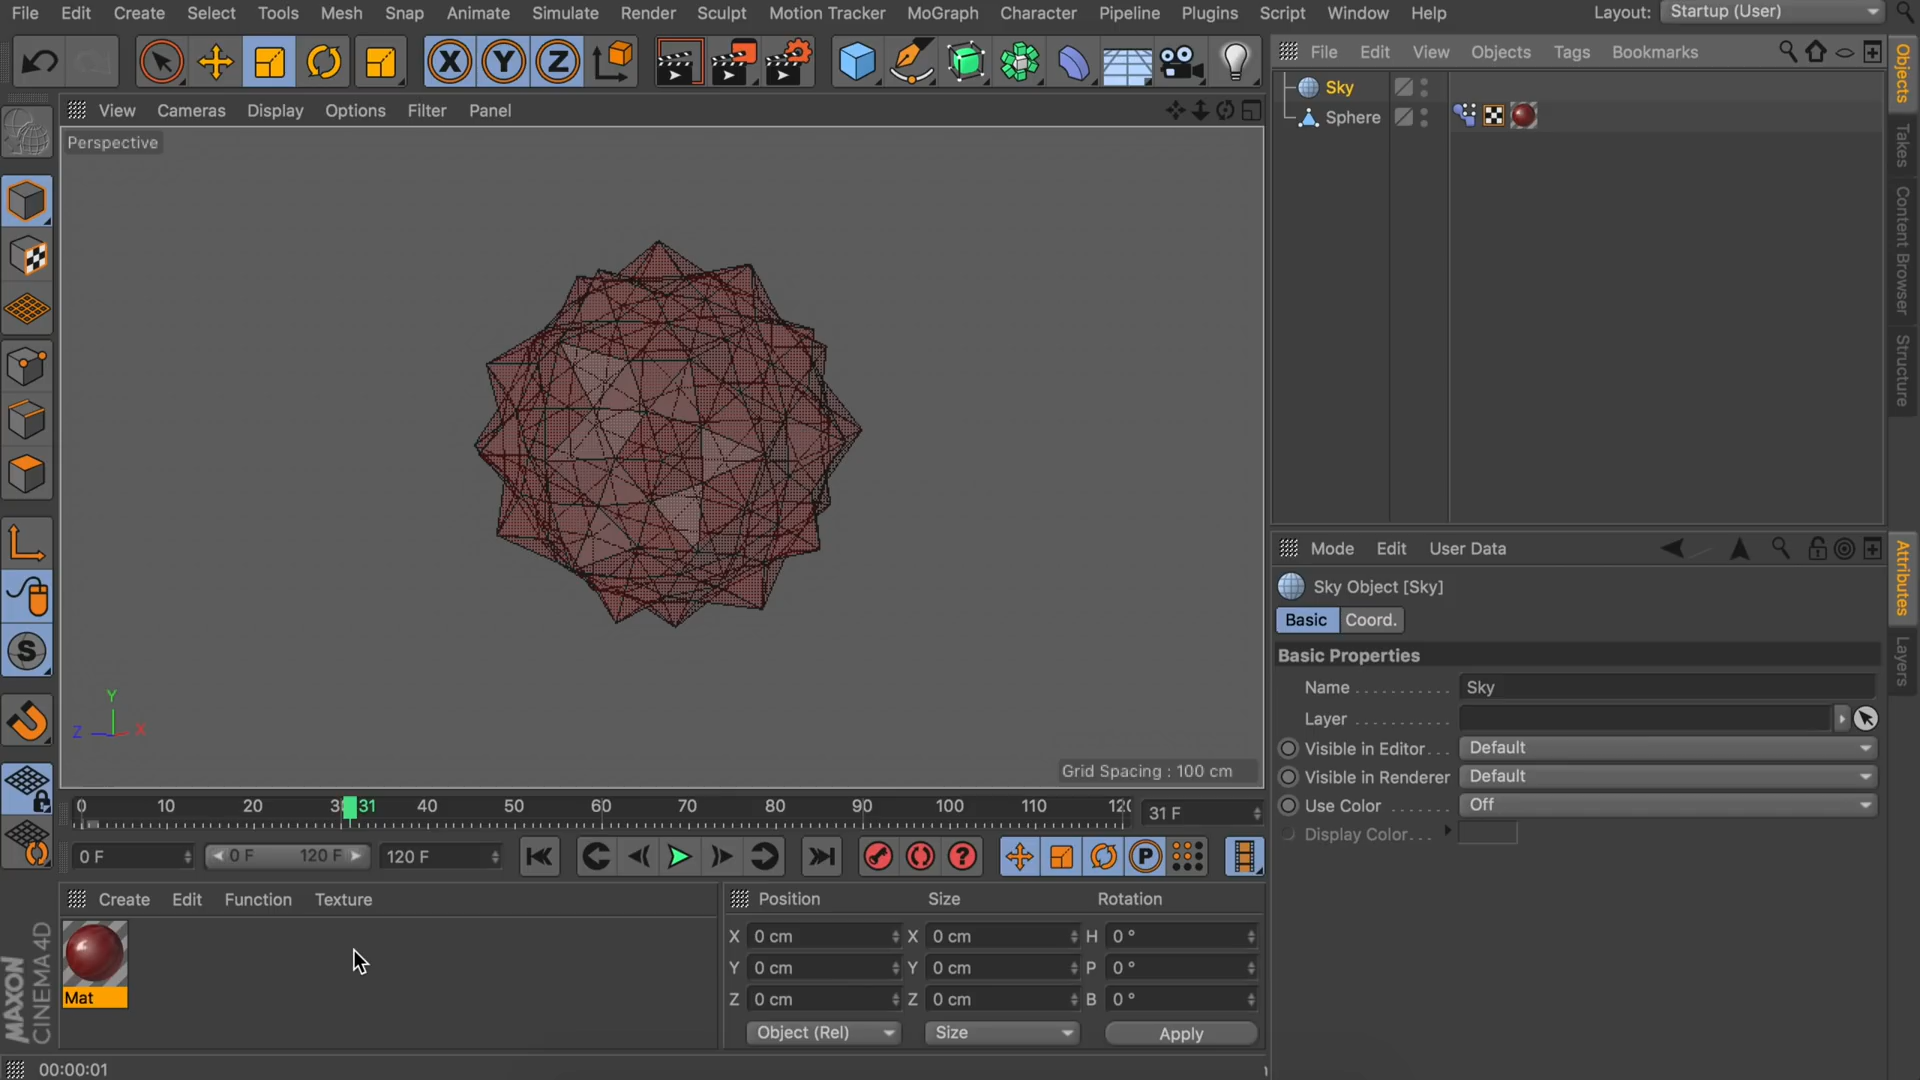 File Edit Create Select Tools Mesh Snap Animate Simulate Render Sculpt Motion Tracker MoGraph Character Pipeline Plugins Script Window Help Layout: Startup (User)
X Y Z
File Edit View Objects Tags Bookmarks
View Cameras Display Options Filter Panel
Perspective
Sky
Sphere
Objects
Takes
Content Browser
Structure
Y
Z X
Grid Spacing : 100 cm
0 10 20 31 40 50 60 70 80 90 100 110 31 F
0 F 0 F 120 F 120 F
P
S
Create Edit Function Texture
Mat
Position Size Rotation
X 0 cm X 0 cm H 0 °
Y 0 cm Y 0 cm P 0 °
Z 0 cm Z 0 cm B 0 °
Object (Rel) Size Apply
Mode Edit User Data
Sky Object [Sky]
Basic Coord.
Basic Properties
Name Sky
Layer
Visible in Editor Default
Visible in Renderer Default
Use Color Off
Display Color
Attributes
Layers
MAXON
CINEMA 4D
00:00:01